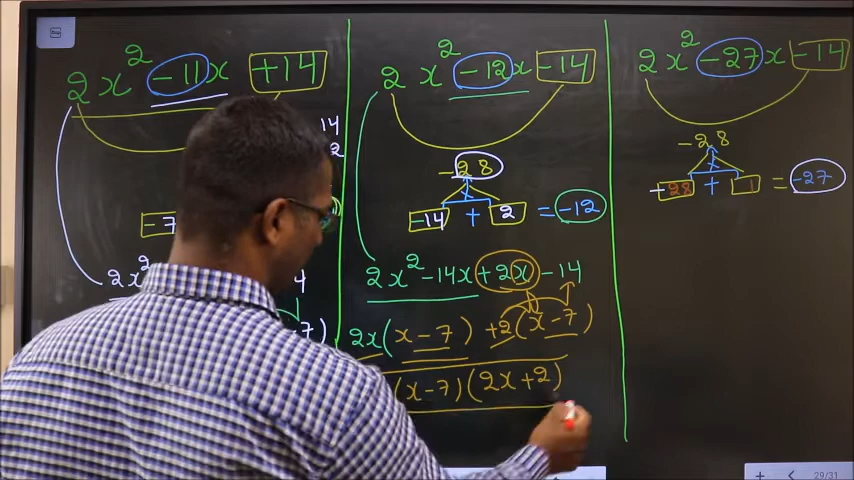 2x² -11x +14
14
2
-7
2x²
4
-7)
2x² -12x -14
-28
-14 + 2 = -12
2x² -14x +2x -14
2x(x-7) +2(x-7)
(x-7)(2x+2)
2x² -27x -14
-28
x
+28 + 1 = -27
29/31